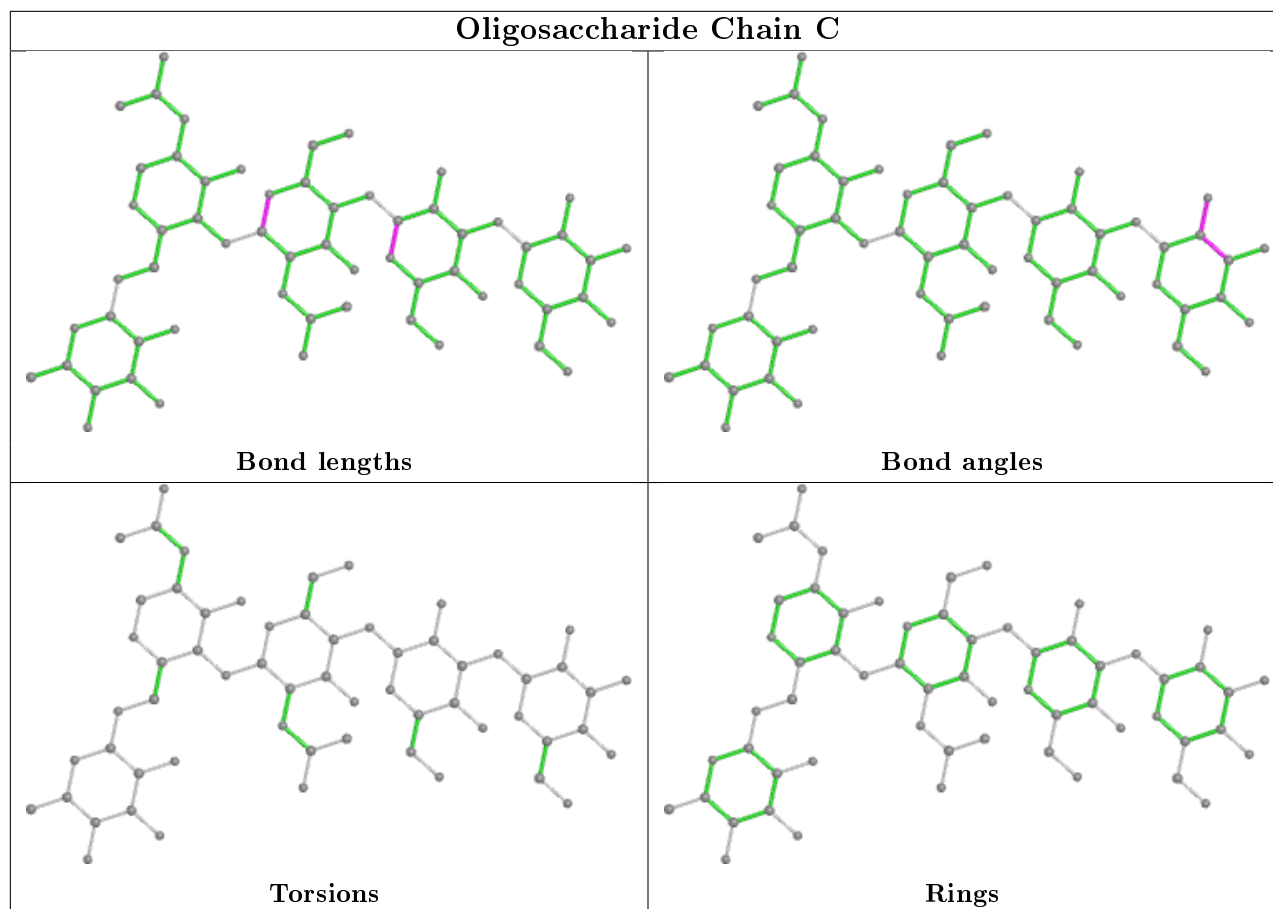 Oligosaccharide Chain C
Bond lengths
Bond angles
Torsions
Rings